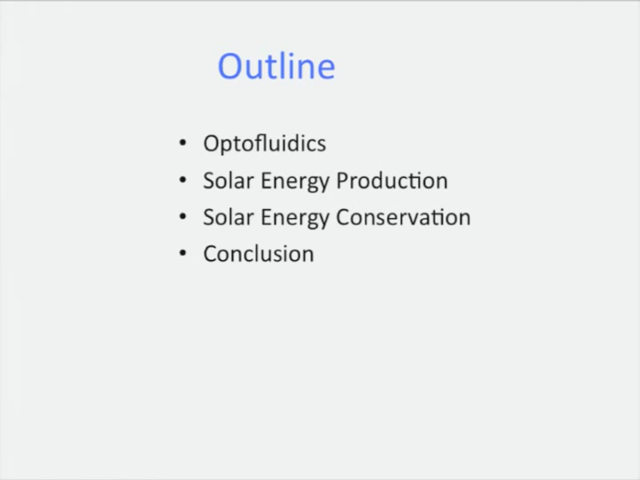 Outline
• Optofluidics
• Solar Energy Production
• Solar Energy Conservation
• Conclusion